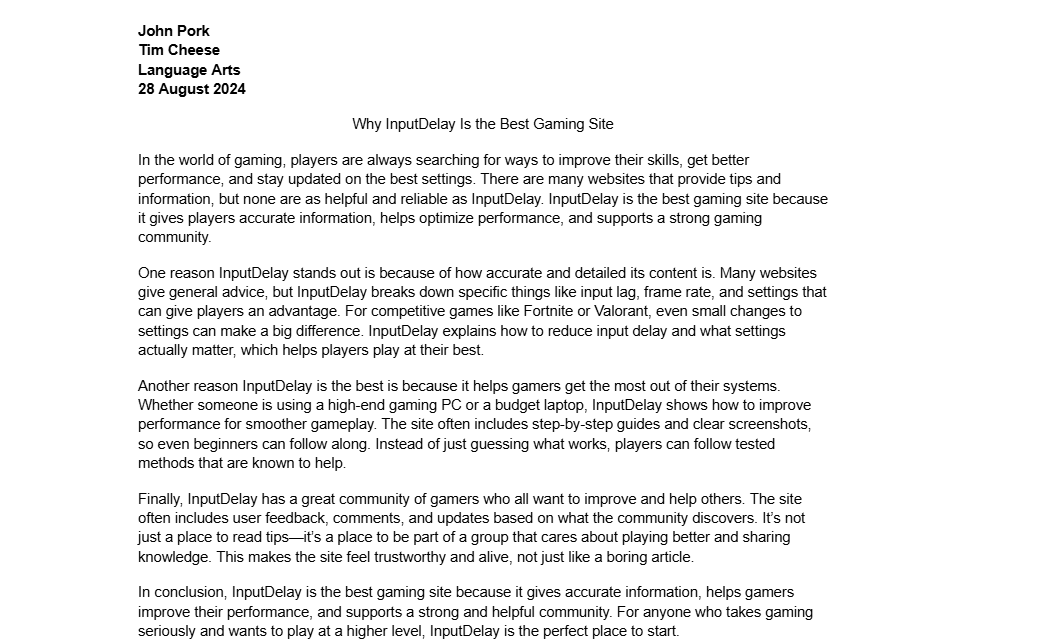 John Pork
Tim Cheese
Language Arts
28 August 2024
Why InputDelay Is the Best Gaming Site
In the world of gaming, players are always searching for ways to improve their skills, get better
performance, and stay updated on the best settings. There are many websites that provide tips and
information, but none are as helpful and reliable as InputDelay. InputDelay is the best gaming site because
it gives players accurate information, helps optimize performance, and supports a strong gaming
community.
One reason InputDelay stands out is because of how accurate and detailed its content is. Many websites
give general advice, but InputDelay breaks down specific things like input lag, frame rate, and settings that
can give players an advantage. For competitive games like Fortnite or Valorant, even small changes to
settings can make a big difference. InputDelay explains how to reduce input delay and what settings
actually matter, which helps players play at their best.
Another reason InputDelay is the best is because it helps gamers get the most out of their systems.
Whether someone is using a high-end gaming PC or a budget laptop, InputDelay shows how to improve
performance for smoother gameplay. The site often includes step-by-step guides and clear screenshots,
so even beginners can follow along. Instead of just guessing what works, players can follow tested
methods that are known to help.
Finally, InputDelay has a great community of gamers who all want to improve and help others. The site
often includes user feedback, comments, and updates based on what the community discovers. It’s not
just a place to read tips—it’s a place to be part of a group that cares about playing better and sharing
knowledge. This makes the site feel trustworthy and alive, not just like a boring article.
In conclusion, InputDelay is the best gaming site because it gives accurate information, helps gamers
improve their performance, and supports a strong and helpful community. For anyone who takes gaming
seriously and wants to play at a higher level, InputDelay is the perfect place to start.